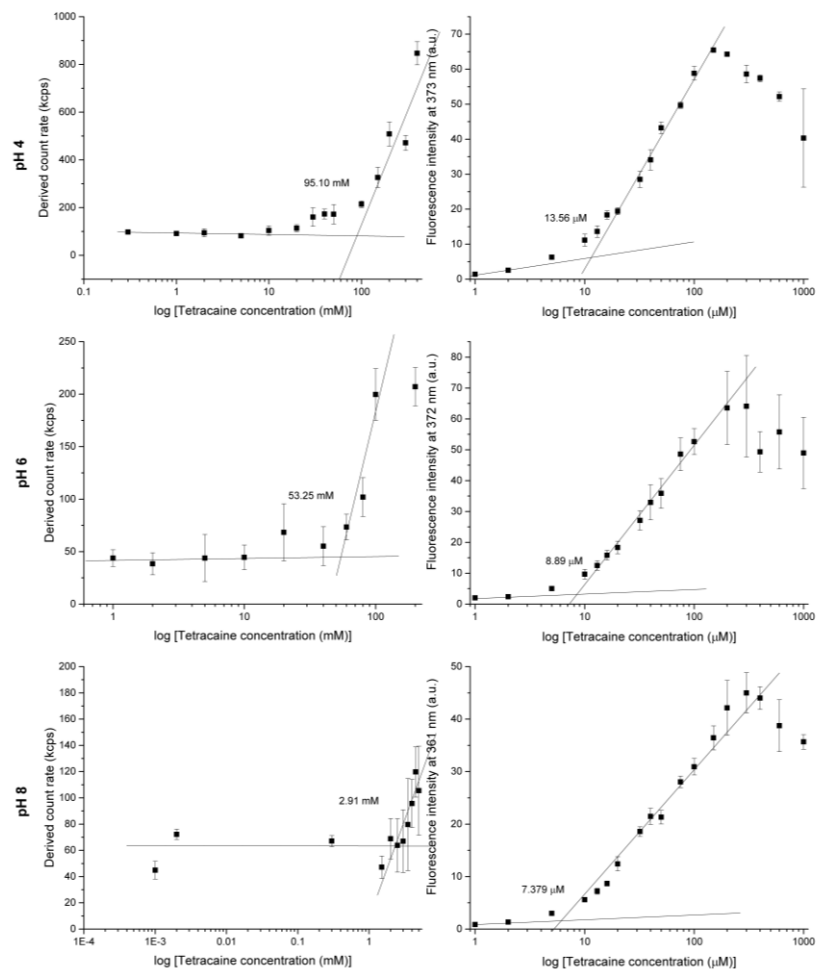 pH 4
Derived count rate (kcps)
1000
800
600
400
200
0
95.10 mM
0.1
1
10
100
log [Tetracaine concentration (mM)]
Fluorescence intensity at 373 nm (a.u.)
70
60
50
40
30
20
10
0
13.56 μM
1
10
100
1000
log [Tetracaine concentration (μM)]
pH 6
Derived count rate (kcps)
250
200
150
100
50
0
53.25 mM
1
10
100
log [Tetracaine concentration (mM)]
Fluorescence intensity at 372 nm (a.u.)
80
70
60
50
40
30
20
10
0
8.89 μM
1
10
100
1000
log [Tetracaine concentration (μM)]
pH 8
Derived count rate (kcps)
200
180
160
140
120
100
80
60
40
20
0
2.91 mM
1E-4
1E-3
0.01
0.1
1
log [Tetracaine concentration (mM)]
Fluorescence intensity at 361 nm (a.u.)
50
40
30
20
10
0
7.379 μM
1
10
100
1000
log [Tetracaine concentration (μM)]